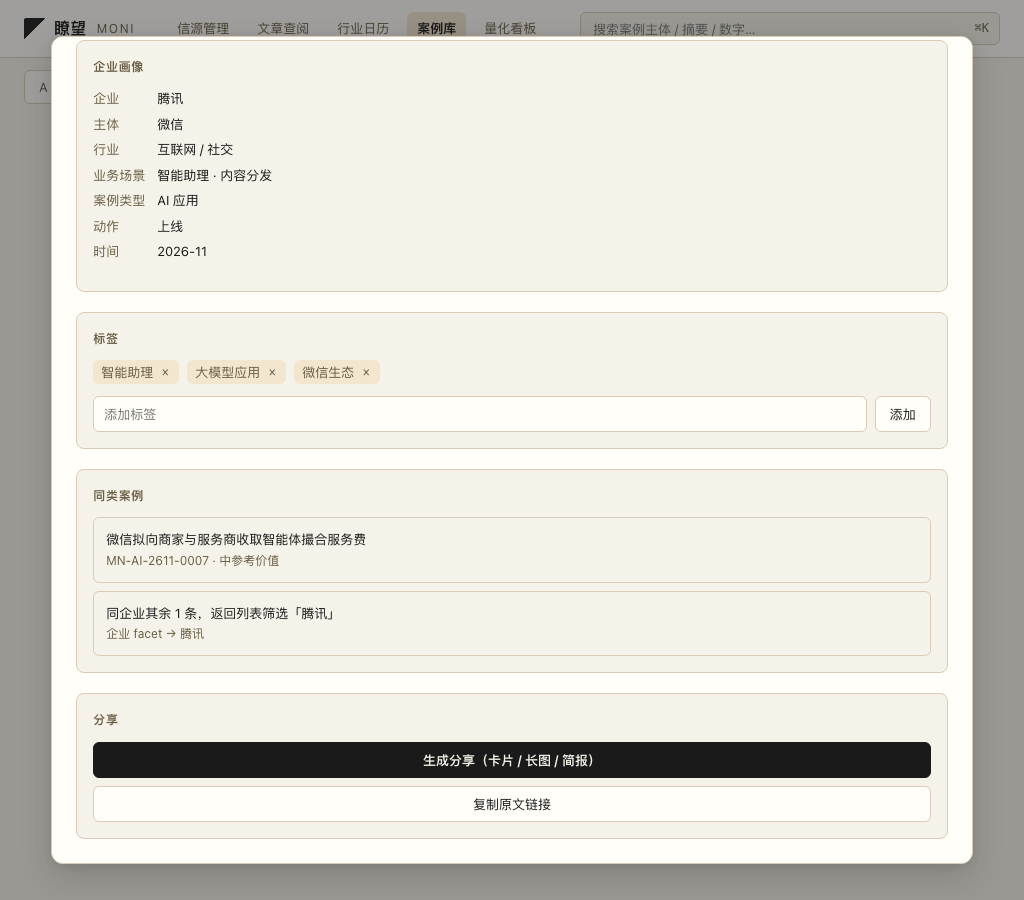 瞭望 MONI 信源管理 文章查阅 行业日历 案例库 量化看板 搜索案例主体 / 摘要 / 数字... ⌘K
A
企业画像
企业 腾讯
主体 微信
行业 互联网 / 社交
业务场景 智能助理 · 内容分发
案例类型 AI 应用
动作 上线
时间 2026-11
标签
智能助理 × 大模型应用 × 微信生态 ×
添加标签 添加
同类案例
微信拟向商家与服务商收取智能体撮合服务费
MN-AI-2611-0007 · 中参考价值
同企业其余 1 条，返回列表筛选「腾讯」
企业 facet → 腾讯
分享
生成分享（卡片 / 长图 / 简报）
复制原文链接